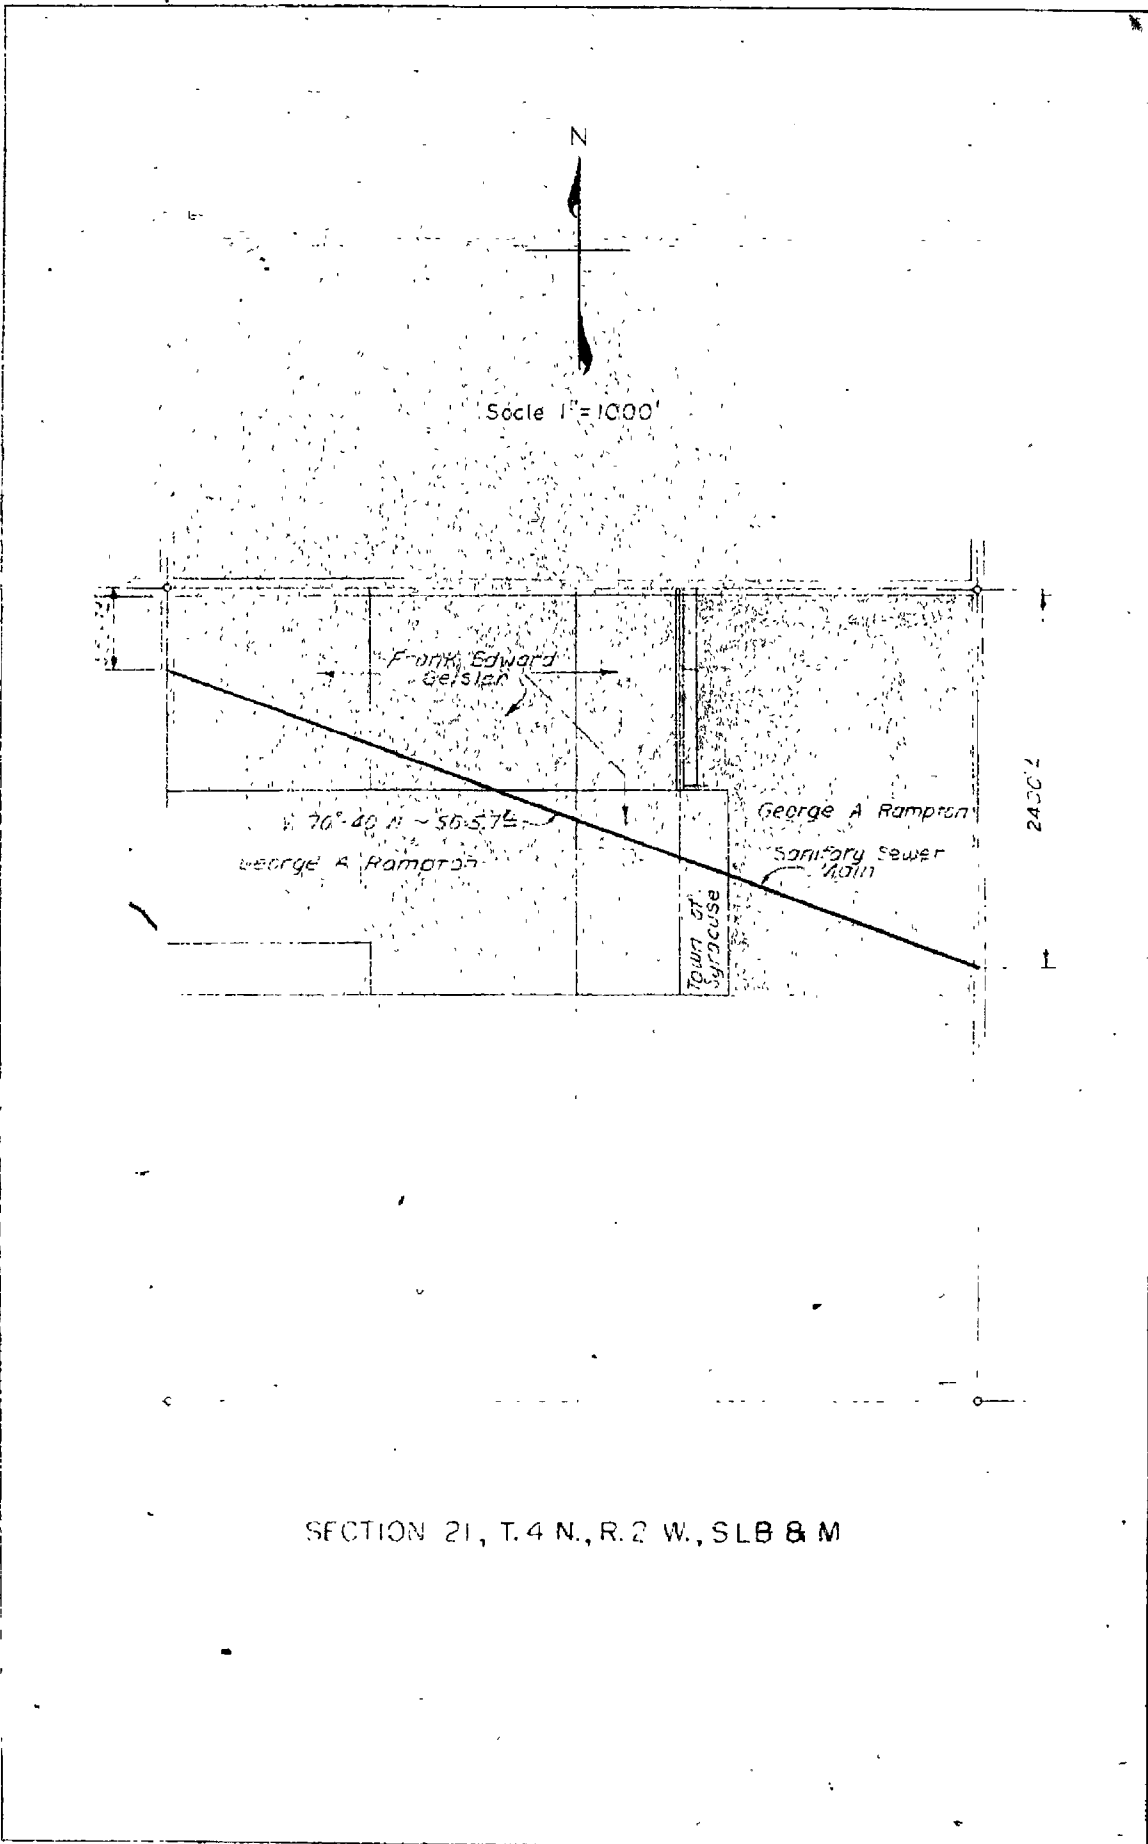 N
Scale 1"=1000'
Frank Edward
Geisler
George A Rampton
George A Rampton
Sanitary Sewer
Main
Town of
Syracuse
2400'±
SECTION 21, T. 4 N., R. 2 W., SLB & M